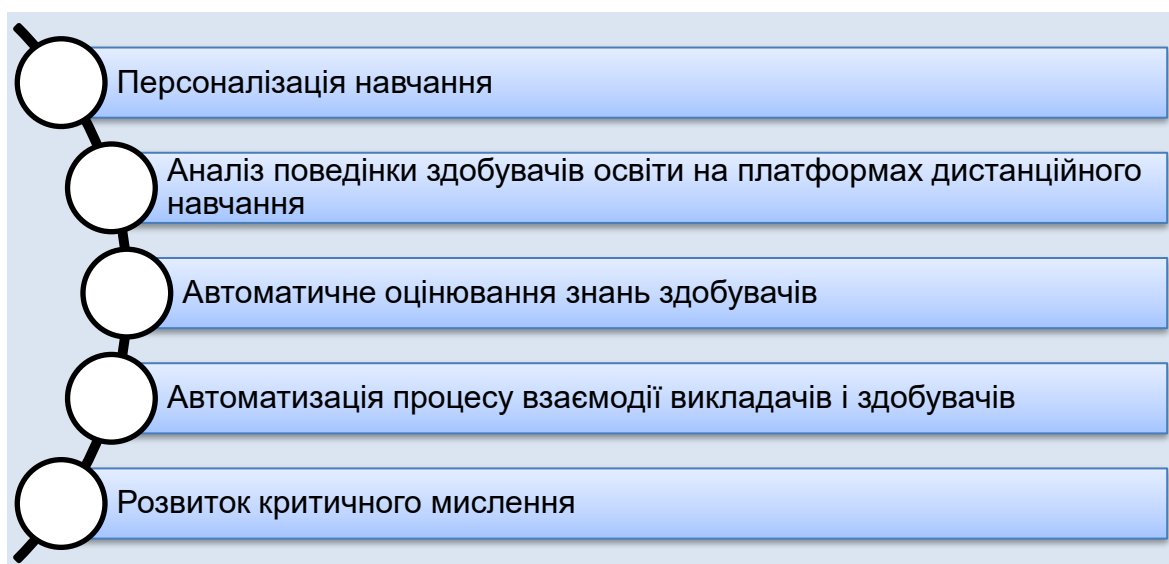 Персоналізація навчання
Аналіз поведінки здобувачів освіти на платформах дистанційного
навчання
Автоматичне оцінювання знань здобувачів
Автоматизація процесу взаємодії викладачів і здобувачів
Розвиток критичного мислення